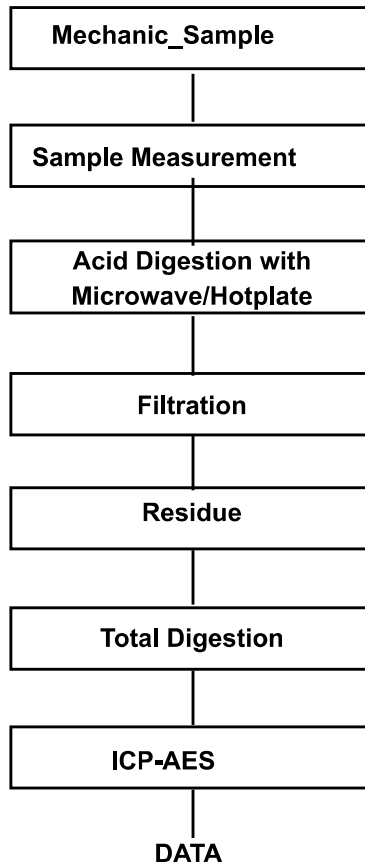 Mechanic_Sample
Sample Measurement
Acid Digestion with
Microwave/Hotplate
Filtration
Residue
Total Digestion
ICP-AES
DATA